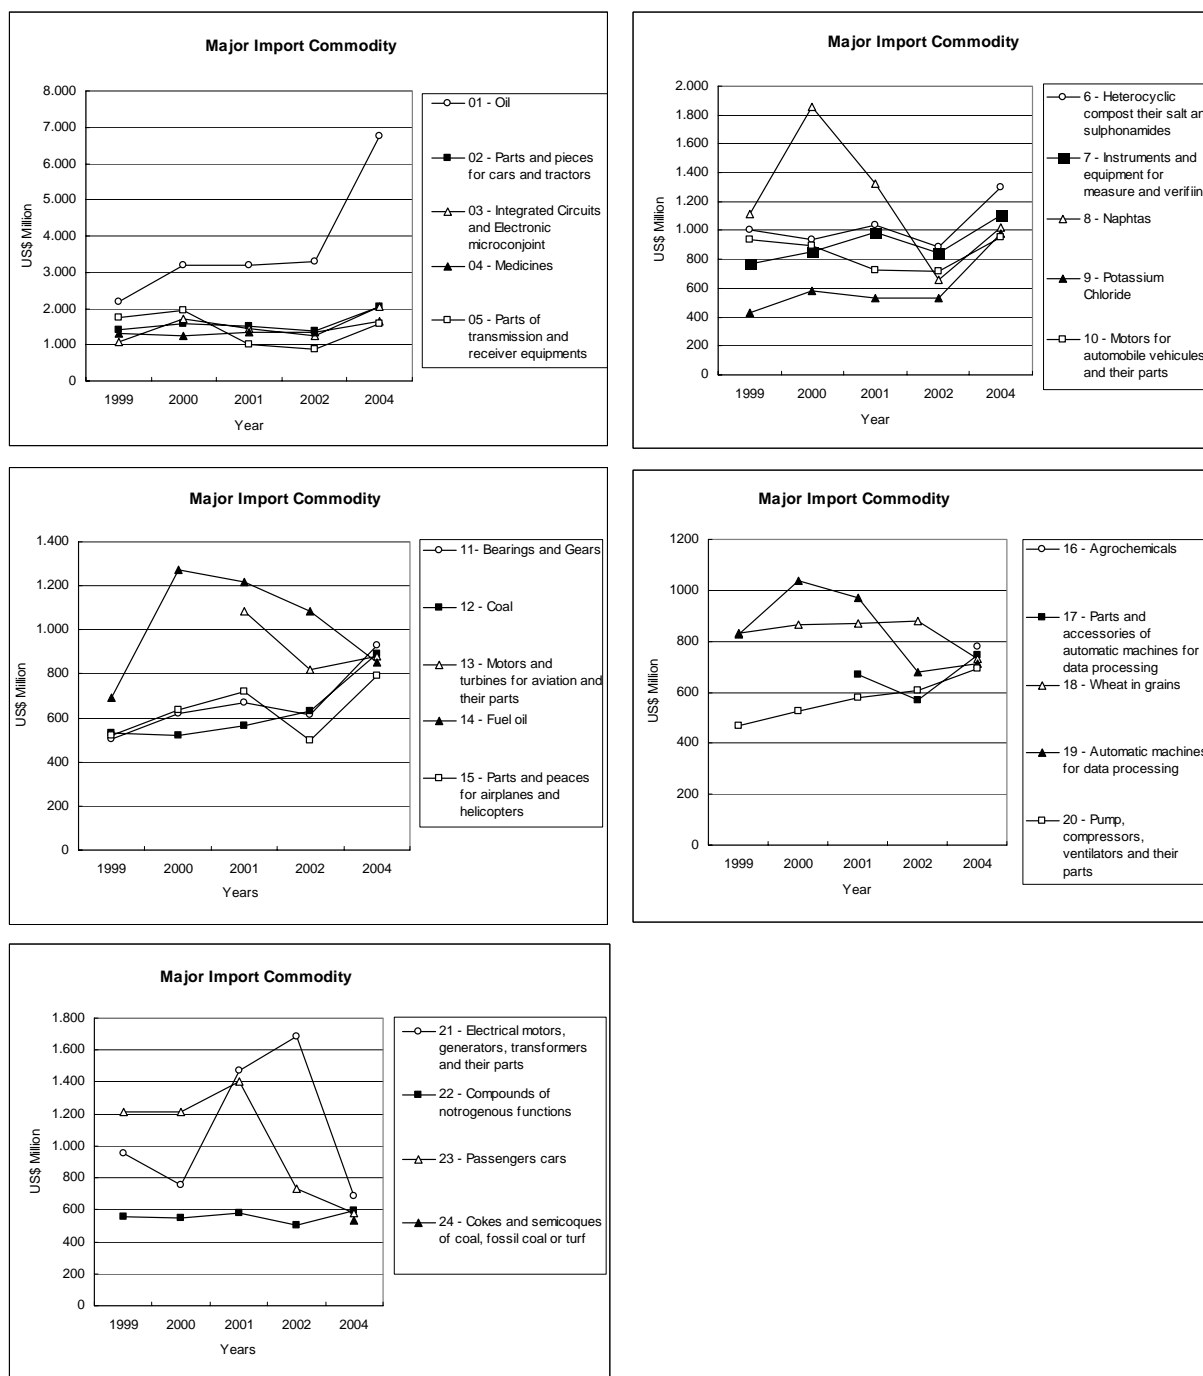 Major Import Commodity
8.000
7.000
6.000
5.000
4.000
3.000
2.000
1.000
0
US$ Million
1999 2000 2001 2002 2004
Year
01 - Oil
02 - Parts and pieces
for cars and tractors
03 - Integrated Circuits
and Electronic
microconjoint
04 - Medicines
05 - Parts of
transmission and
receiver equipments
Major Import Commodity
2.000
1.800
1.600
1.400
1.200
1.000
800
600
400
200
0
US$ Million
1999 2000 2001 2002 2004
Year
6 - Heterocyclic
compost their salt an
sulphonamides
7 - Instruments and
equipment for
measure and verifiin
8 - Naphtas
9 - Potassium
Chloride
10 - Motors for
automobile vehicules
and their parts
Major Import Commodity
1.400
1.200
1.000
800
600
400
200
0
US$ Million
1999 2000 2001 2002 2004
Years
11- Bearings and Gears
12 - Coal
13 - Motors and
turbines for aviation and
their parts
14 - Fuel oil
15 - Parts and peaces
for airplanes and
helicopters
Major Import Commodity
1200
1000
800
600
400
200
0
US$ Million
1999 2000 2001 2002 2004
Year
16 - Agrochemicals
17 - Parts and
accessories of
automatic machines for
data processing
18 - Wheat in grains
19 - Automatic machines
for data processing
20 - Pump,
compressors,
ventilators and their
parts
Major Import Commodity
1.800
1.600
1.400
1.200
1.000
800
600
400
200
0
US$ Million
1999 2000 2001 2002 2004
Years
21 - Electrical motors,
generators, transformers
and their parts
22 - Compounds of
notrogenous functions
23 - Passengers cars
24 - Cokes and semicoques
of coal, fossil coal or turf